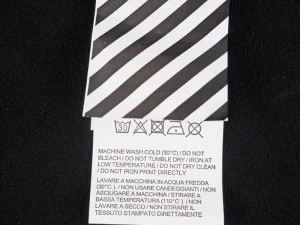 30
MACHINE WASH COLD (30°C) / DO NOT
BLEACH / DO NOT TUMBLE DRY / IRON AT
LOW TEMPERATURE / DO NOT DRY CLEAN /
DO NOT IRON PRINT DIRECTLY
LAVARE A MACCHINA IN ACQUA FREDDA
(30°C) / NON USARE CANDEGGIANTI / NON
ASCIUGARE A MACCHINA / STIRARE A
BASSA TEMPERATURA (110°C) / NON
LAVARE A SECCO / NON STIRARE IL
TESSUTO STAMPATO DIRETTAMENTE